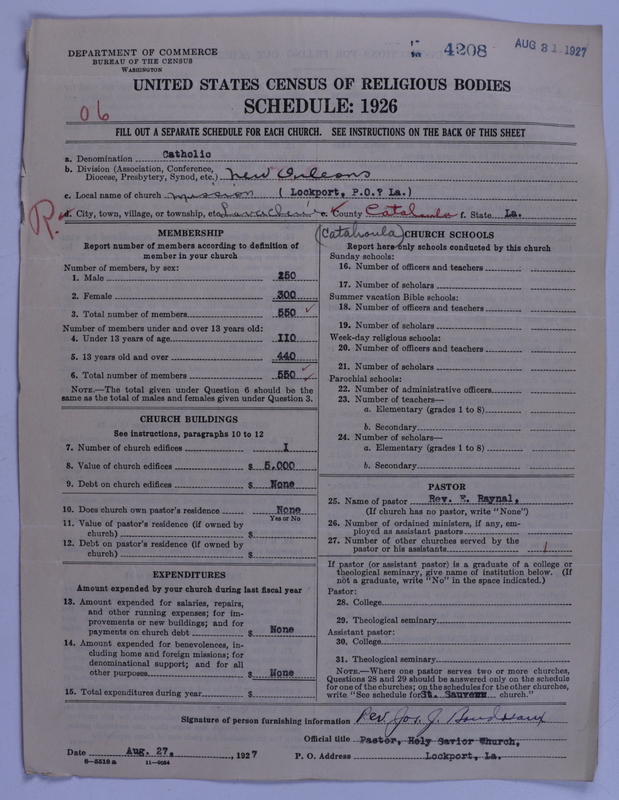 DEPARTMENT OF COMMERCE
BUREAU OF THE CENSUS
WASHINGTON
4208
AUG 31 1927
UNITED STATES CENSUS OF RELIGIOUS BODIES
SCHEDULE: 1926
06
FILL OUT A SEPARATE SCHEDULE FOR EACH CHURCH. SEE INSTRUCTIONS ON THE BACK OF THIS SHEET
a. Denomination Catholic
b. Division (Association, Conference, Diocese, Presbytery, Synod, etc.) New Orleans
c. Local name of church mission (Lockport, P.O.? La.)
R.
d. City, town, village, or township, etc. e. County Catahoula f. State La.
(Catahoula)
MEMBERSHIP
Report number of members according to definition of
member in your church
Number of members, by sex:
1. Male 250
2. Female 300
3. Total number of members 550
Number of members under and over 13 years old:
4. Under 13 years of age 110
5. 13 years old and over 440
6. Total number of members 550
NOTE.—The total given under Question 6 should be the
same as the total of males and females given under Question 3.
CHURCH BUILDINGS
See instructions, paragraphs 10 to 12
7. Number of church edifices I
8. Value of church edifices $ 5,000
9. Debt on church edifices $ None
10. Does church own pastor's residence None
Yes or No
11. Value of pastor's residence (if owned by
church) $
12. Debt on pastor's residence (if owned by
church) $
EXPENDITURES
Amount expended by your church during last fiscal year
13. Amount expended for salaries, repairs,
and other running expenses; for im-
provements or new buildings; and for
payments on church debt $ None
14. Amount expended for benevolences, in-
cluding home and foreign missions; for
denominational support; and for all
other purposes $ None
15. Total expenditures during year $
CHURCH SCHOOLS
Report here only schools conducted by this church
Sunday schools:
16. Number of officers and teachers
17. Number of scholars
Summer vacation Bible schools:
18. Number of officers and teachers
19. Number of scholars
Week-day religious schools:
20. Number of officers and teachers
21. Number of scholars
Parochial schools:
22. Number of administrative officers
23. Number of teachers—
a. Elementary (grades 1 to 8)
b. Secondary
24. Number of scholars—
a. Elementary (grades 1 to 8)
b. Secondary
PASTOR
25. Name of pastor Rev. E. Raynal,
(If church has no pastor, write "None")
26. Number of ordained ministers, if any, em-
ployed as assistant pastors
27. Number of other churches served by the
pastor or his assistants 1
If pastor (or assistant pastor) is a graduate of a college or
theological seminary, give name of institution below. (If
not a graduate, write "No" in the space indicated.)
Pastor:
28. College
29. Theological seminary
Assistant pastor:
30. College
31. Theological seminary
NOTE.—Where one pastor serves two or more churches,
Questions 28 and 29 should be answered only on the schedule
for one of the churches; on the schedules for the other churches,
write "See schedule for St. Sauveur church."
Signature of person furnishing information Rev. Jos. J. Boudreaux
Official title Pastor, Holy Savior Church,
Date Aug. 27, , 1927 P. O. Address Lockport, La.
8-5518a 11-9084